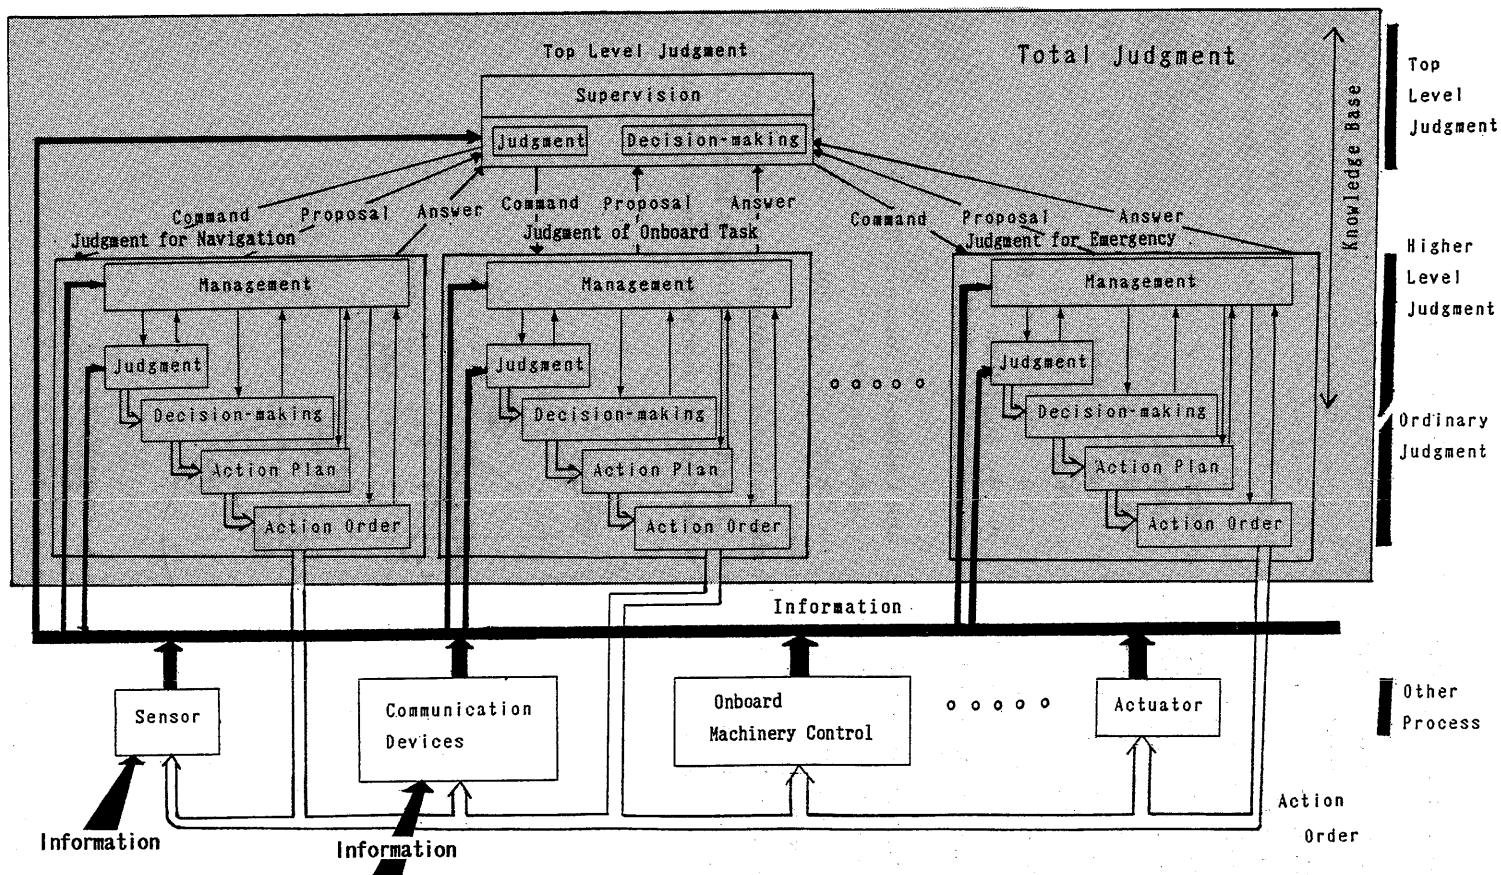 Top Level Judgment
Total Judgment
Supervision
Judgment
Decision-making
Knowledge Base
Top
Level
Judgment
Command
Proposal
Answer
Command
Proposal
Answer
Command
Proposal
Answer
Judgment for Navigation
Judgment of Onboard Task
Judgment for Emergency
Management
Judgment
Decision-making
Action Plan
Action Order
Management
Judgment
Decision-making
Action Plan
Action Order
Management
Judgment
Decision-making
Action Plan
Action Order
Higher
Level
Judgment
Ordinary
Judgment
Information
Sensor
Communication
Devices
Onboard
Machinery Control
Actuator
Other
Process
Information
Information
Action
Order